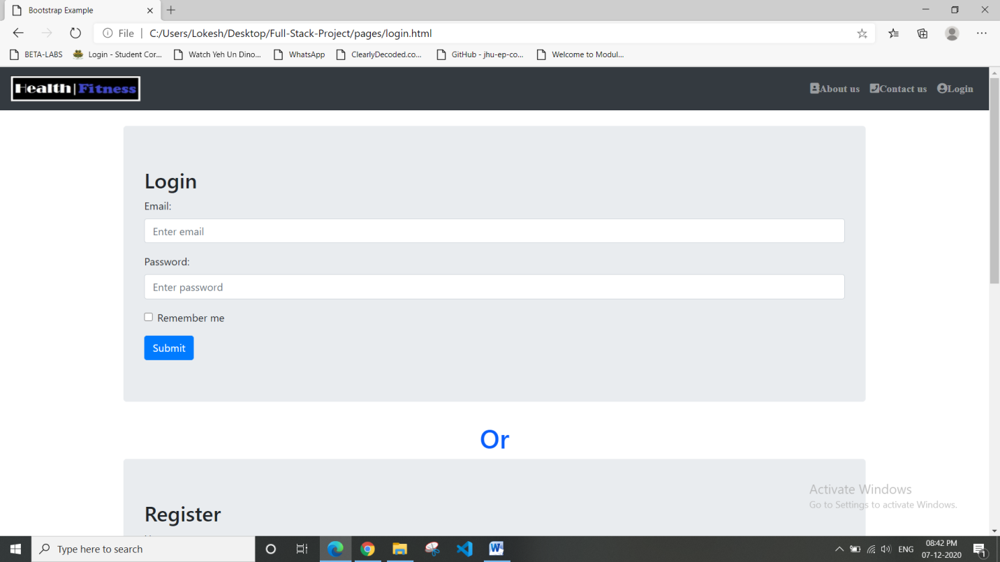 Bootstrap Example
File | C:/Users/Lokesh/Desktop/Full-Stack-Project/pages/login.html
BETA-LABS Login - Student Cor... Watch Yeh Un Dino... WhatsApp ClearlyDecoded.co... GitHub - jhu-ep-co... Welcome to Modul...
Health|Fitness About us Contact us Login
Login
Email:
Enter email
Password:
Enter password
Remember me
Submit
Or
Register
Activate Windows
Go to Settings to activate Windows.
Type here to search
ENG
08:42 PM
07-12-2020
1